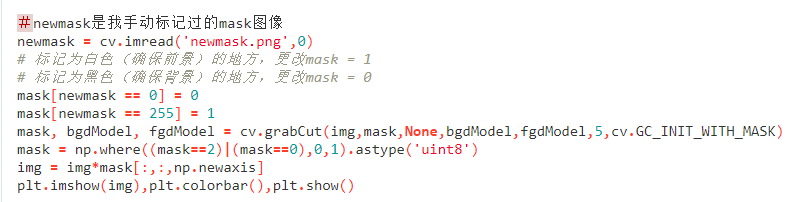 ＃newmask是我手动标记过的mask图像
newmask = cv.imread('newmask.png',0)
# 标记为白色（确保前景）的地方，更改mask = 1
# 标记为黑色（确保背景）的地方，更改mask = 0
mask[newmask == 0] = 0
mask[newmask == 255] = 1
mask, bgdModel, fgdModel = cv.grabCut(img,mask,None,bgdModel,fgdModel,5,cv.GC_INIT_WITH_MASK)
mask = np.where((mask==2)|(mask==0),0,1).astype('uint8')
img = img*mask[:,:,np.newaxis]
plt.imshow(img),plt.colorbar(),plt.show()